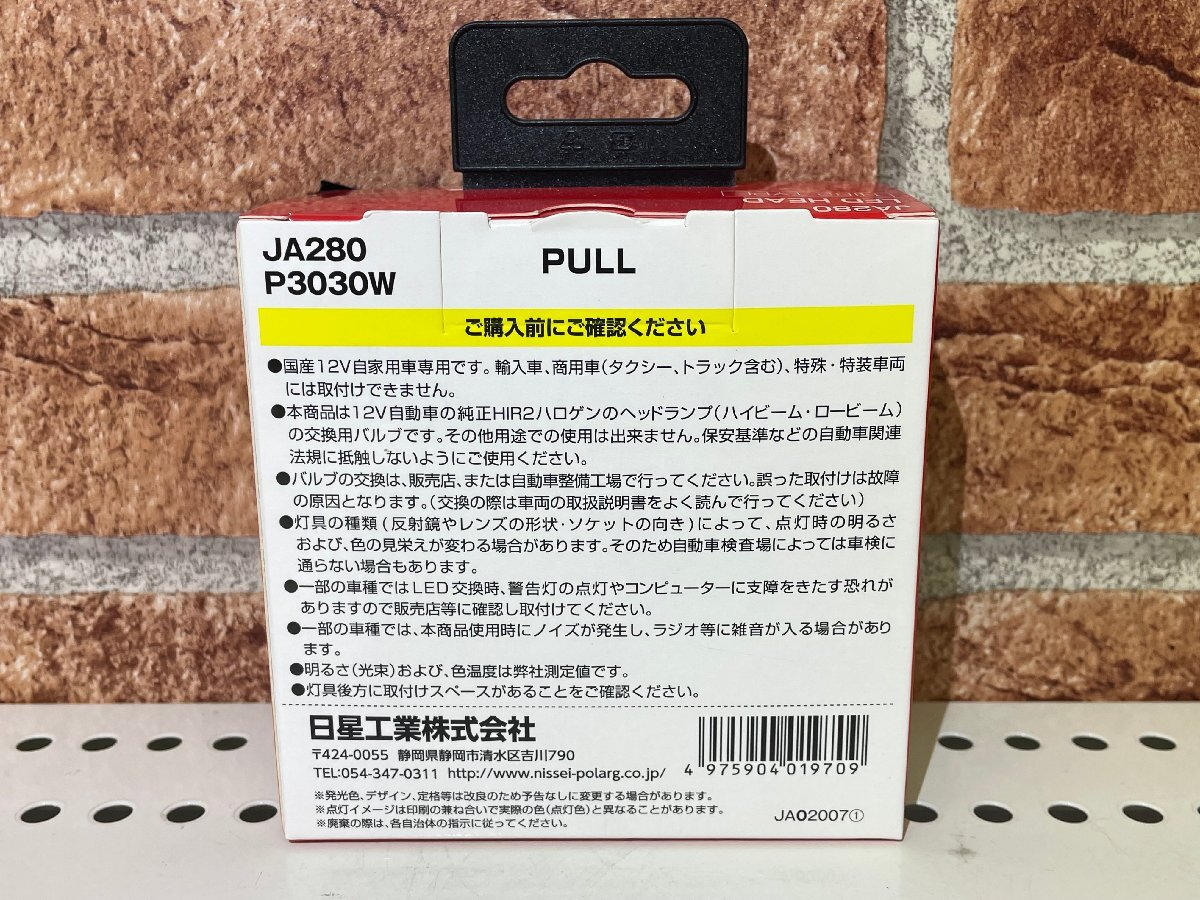 JA280
LED HEAD
JA280
P3030W
PULL
ご購入前にご確認ください
●国産12V自家用車専用です。輸入車、商用車(タクシー、トラック含む)、特殊・特装車両
には取付けできません。
●本商品は12V自動車の純正HIR2ハロゲンのヘッドランプ(ハイビーム・ロービーム)
の交換用バルブです。その他用途での使用は出来ません。保安基準などの自動車関連
法規に抵触しないようにご使用ください。
●バルブの交換は、販売店、または自動車整備工場で行ってください。誤った取付けは故障
の原因となります。(交換の際は車両の取扱説明書をよく読んで行ってください)
●灯具の種類(反射鏡やレンズの形状・ソケットの向き)によって、点灯時の明るさ
および、色の見栄えが変わる場合があります。そのため自動車検査場によっては車検に
通らない場合もあります。
●一部の車種ではLED交換時、警告灯の点灯やコンピューターに支障をきたす恐れが
ありますので販売店等に確認し取付けてください。
●一部の車種では、本商品使用時にノイズが発生し、ラジオ等に雑音が入る場合があり
ます。
●明るさ(光束)および、色温度は弊社測定値です。
●灯具後方に取付けスペースがあることをご確認ください。
日星工業株式会社
〒424-0055 静岡県静岡市清水区吉川790
TEL:054-347-0311 http://www.nissei-polarg.co.jp/
4 975904 019709
※発光色、デザイン、定格等は改良のため予告なしに変更する場合があります。
※点灯イメージは印刷の兼ね合いで実際の色(点灯色)と異なることがあります。
※廃棄の際は、各自治体の指示に従ってください。
JA02007①